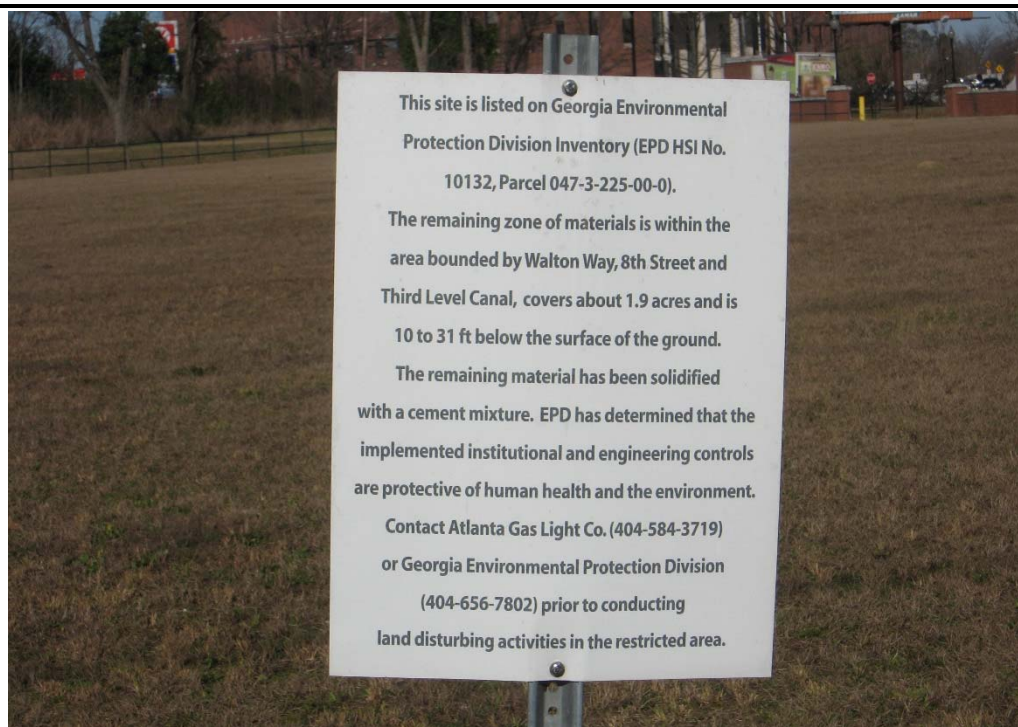 This site is listed on Georgia Environmental
Protection Division Inventory (EPD HSI No.
10132, Parcel 047-3-225-00-0).
The remaining zone of materials is within the
area bounded by Walton Way, 8th Street and
Third Level Canal, covers about 1.9 acres and is
10 to 31 ft below the surface of the ground.
The remaining material has been solidified
with a cement mixture. EPD has determined that the
implemented institutional and engineering controls
are protective of human health and the environment.
Contact Atlanta Gas Light Co. (404-584-3719)
or Georgia Environmental Protection Division
(404-656-7802) prior to conducting
land disturbing activities in the restricted area.